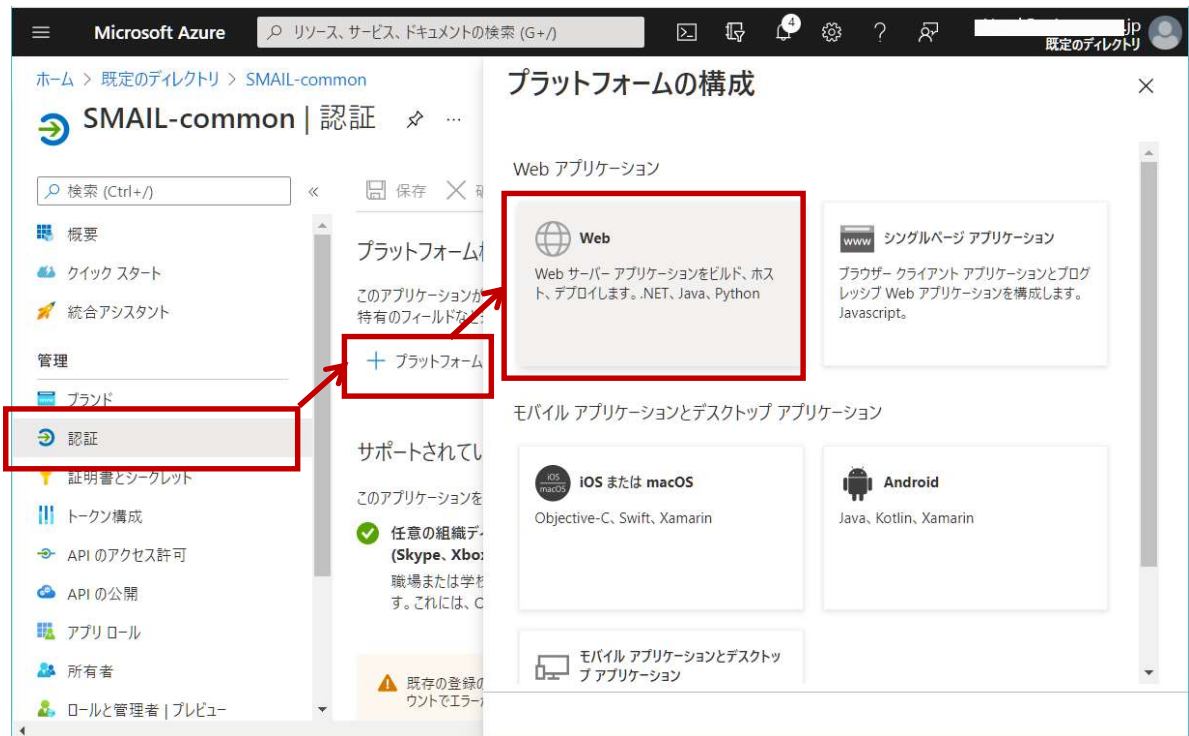 Microsoft Azure
リソース、サービス、ドキュメントの検索 (G+/)
4
jp
既定のディレクトリ
ホーム > 既定のディレクトリ > SMAIL-common
SMAIL-common | 認証
検索 (Ctrl+/)
概要
クイック スタート
統合アシスタント
管理
ブランド
認証
証明書とシークレット
トークン構成
API のアクセス許可
API の公開
アプリ ロール
所有者
ロールと管理者 | プレビュー
保存
プラットフォーム
このアプリケーションが
特有のフィールドなど
プラットフォーム
サポートされてい
このアプリケーションを
任意の組織デ
(Skype、Xbo
職場または学校
す。これには、
既存の登録の
ウントでエラー
プラットフォームの構成
Web アプリケーション
Web
Web サーバー アプリケーションをビルド、ホス
ト、デプロイします。.NET、Java、Python
www
シングルページ アプリケーション
ブラウザー クライアント アプリケーションとプログ
レッシブ Web アプリケーションを構成します。
Javascript。
モバイル アプリケーションとデスクトップ アプリケーション
iOS
macOS
iOS または macOS
Objective-C、Swift、Xamarin
Android
Java、Kotlin、Xamarin
モバイル アプリケーションとデスクトッ
プ アプリケーション